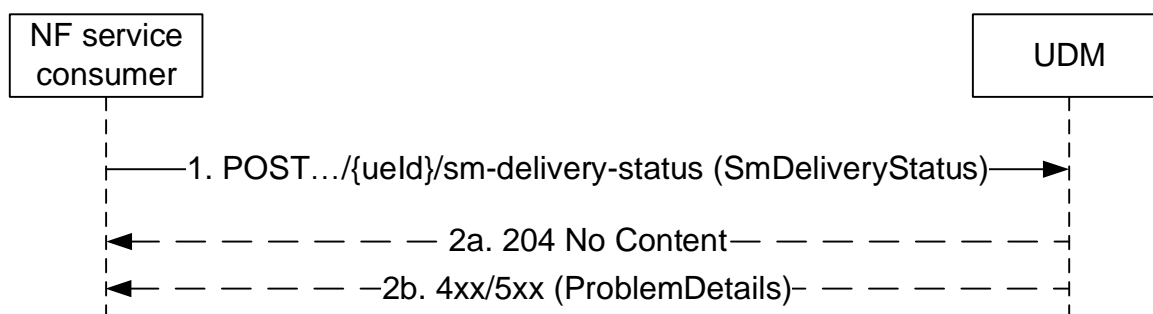 NF service
consumer
UDM
1. POST…/{ueId}/sm-delivery-status (SmDeliveryStatus)
2a. 204 No Content
2b. 4xx/5xx (ProblemDetails)